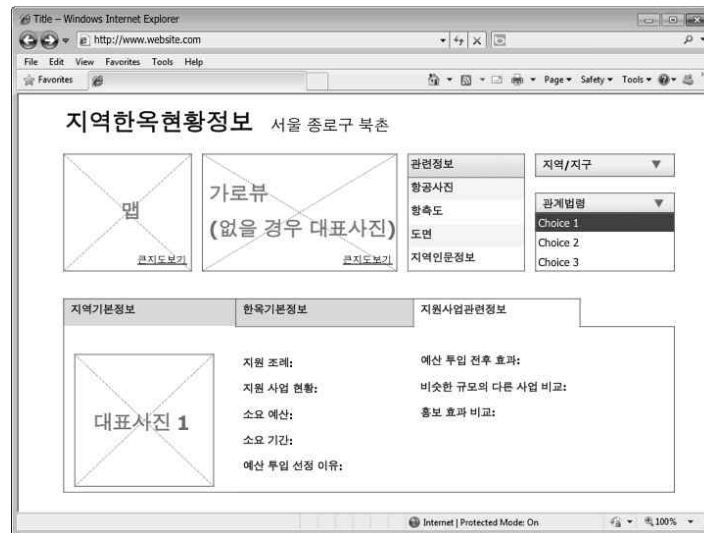 Title – Windows Internet Explorer
http://www.website.com
File Edit View Favorites Tools Help
Favorites
Page Safety Tools
지역한옥현황정보 서울 종로구 북촌
맵
큰지도보기
가로뷰
(없을 경우 대표사진)
큰지도보기
관련정보
항공사진
항측도
도면
지역인문정보
지역/지구
관계법령
Choice 1
Choice 2
Choice 3
지역기본정보
한옥기본정보
지원사업관련정보
대표사진 1
지원 조례:
지원 사업 현황:
소요 예산:
소요 기간:
예산 투입 선정 이유:
예산 투입 전후 효과:
비슷한 규모의 다른 사업 비교:
홍보 효과 비교:
Internet | Protected Mode: On
100%